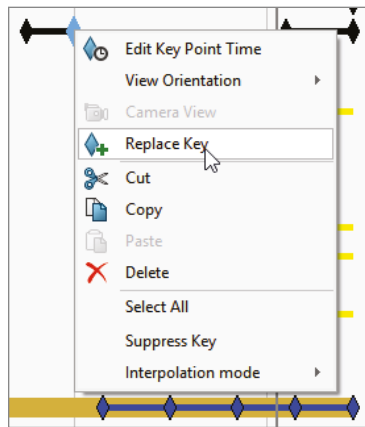 Edit Key Point Time
View Orientation
Camera View
Replace Key
Cut
Copy
Paste
Delete
Select All
Suppress Key
Interpolation mode